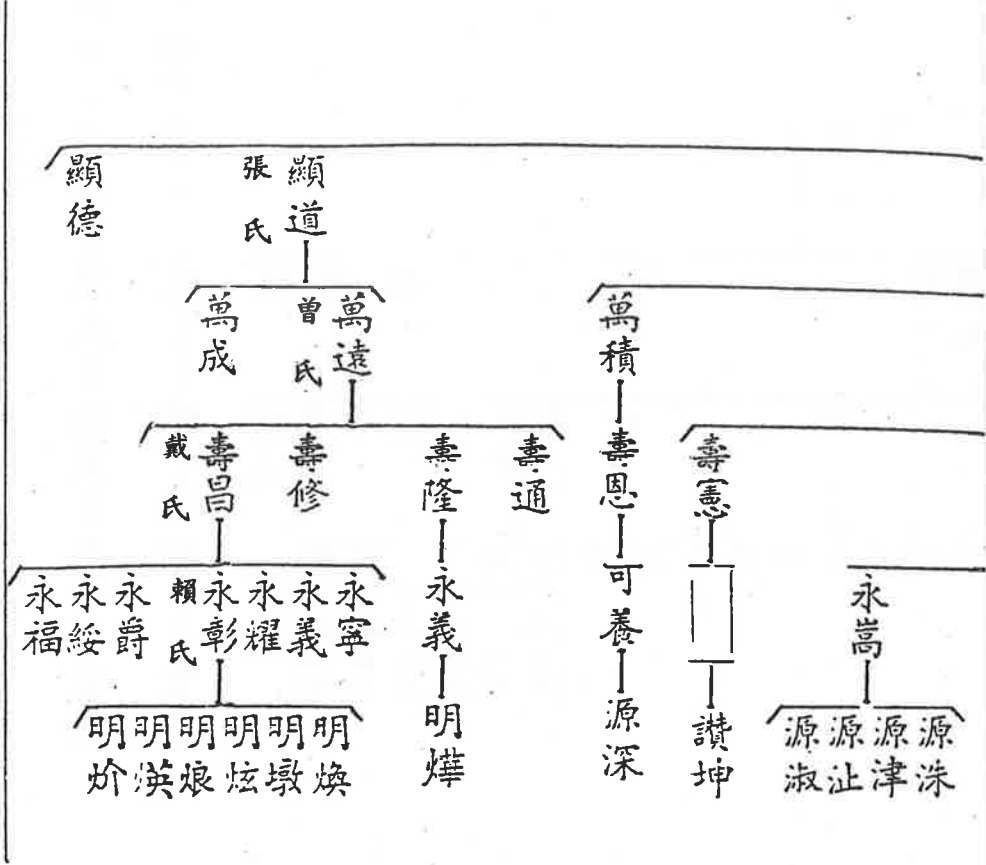 顯道
張氏
顯德
萬積
萬遠
曽氏
萬成
壽憲
壽恩
壽通
壽隆
壽修
壽昌
戴氏
永嵩
可養
永義
永寧
永義
永耀
永彰
賴氏
永爵
永綏
永福
源洙
源津
源沚
源淑
讚坤
源深
明燁
明煥
明墩
明炫
明烺
明煐
明炌